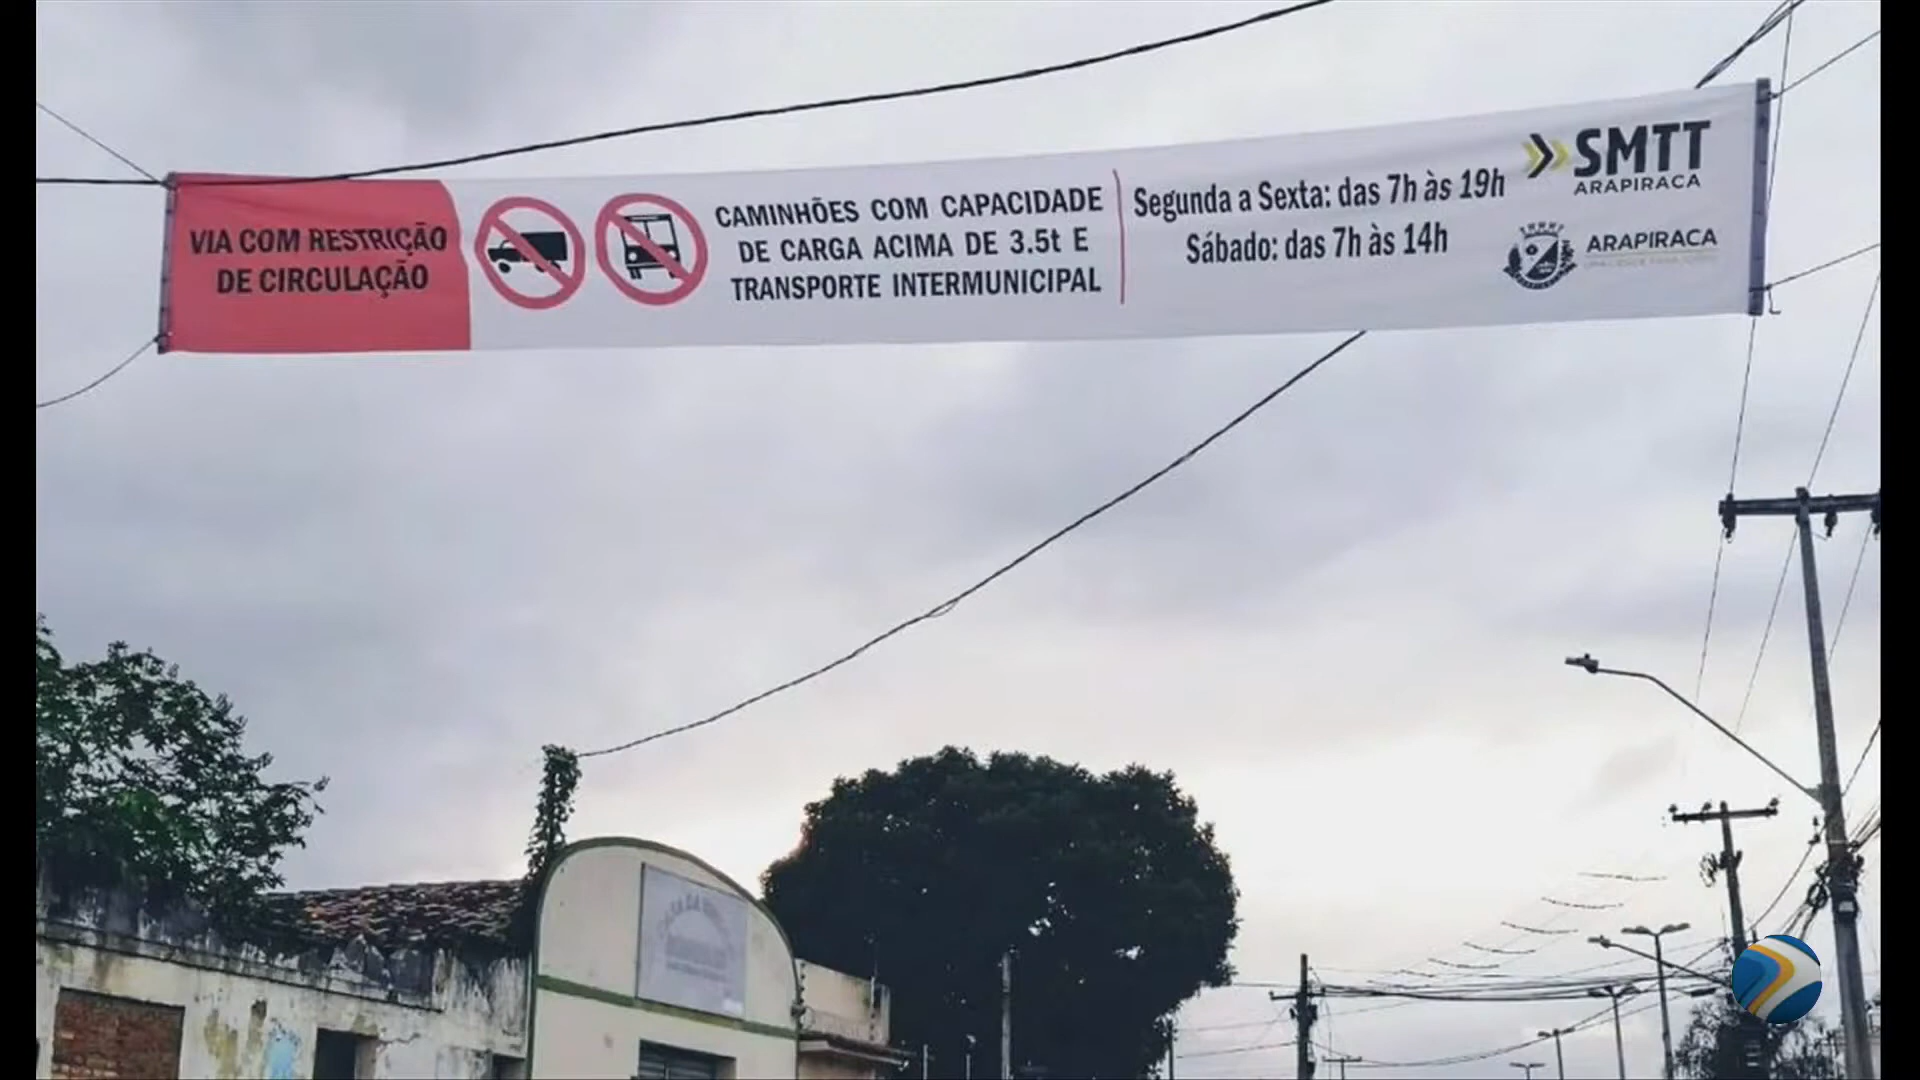 VIA COM RESTRIÇÃO
DE CIRCULAÇÃO
CAMINHÕES COM CAPACIDADE
DE CARGA ACIMA DE 3.5t E
TRANSPORTE INTERMUNICIPAL
Segunda a Sexta: das 7h às 19h
Sábado: das 7h às 14h
SMTT
ARAPIRACA
ARAPIRACA